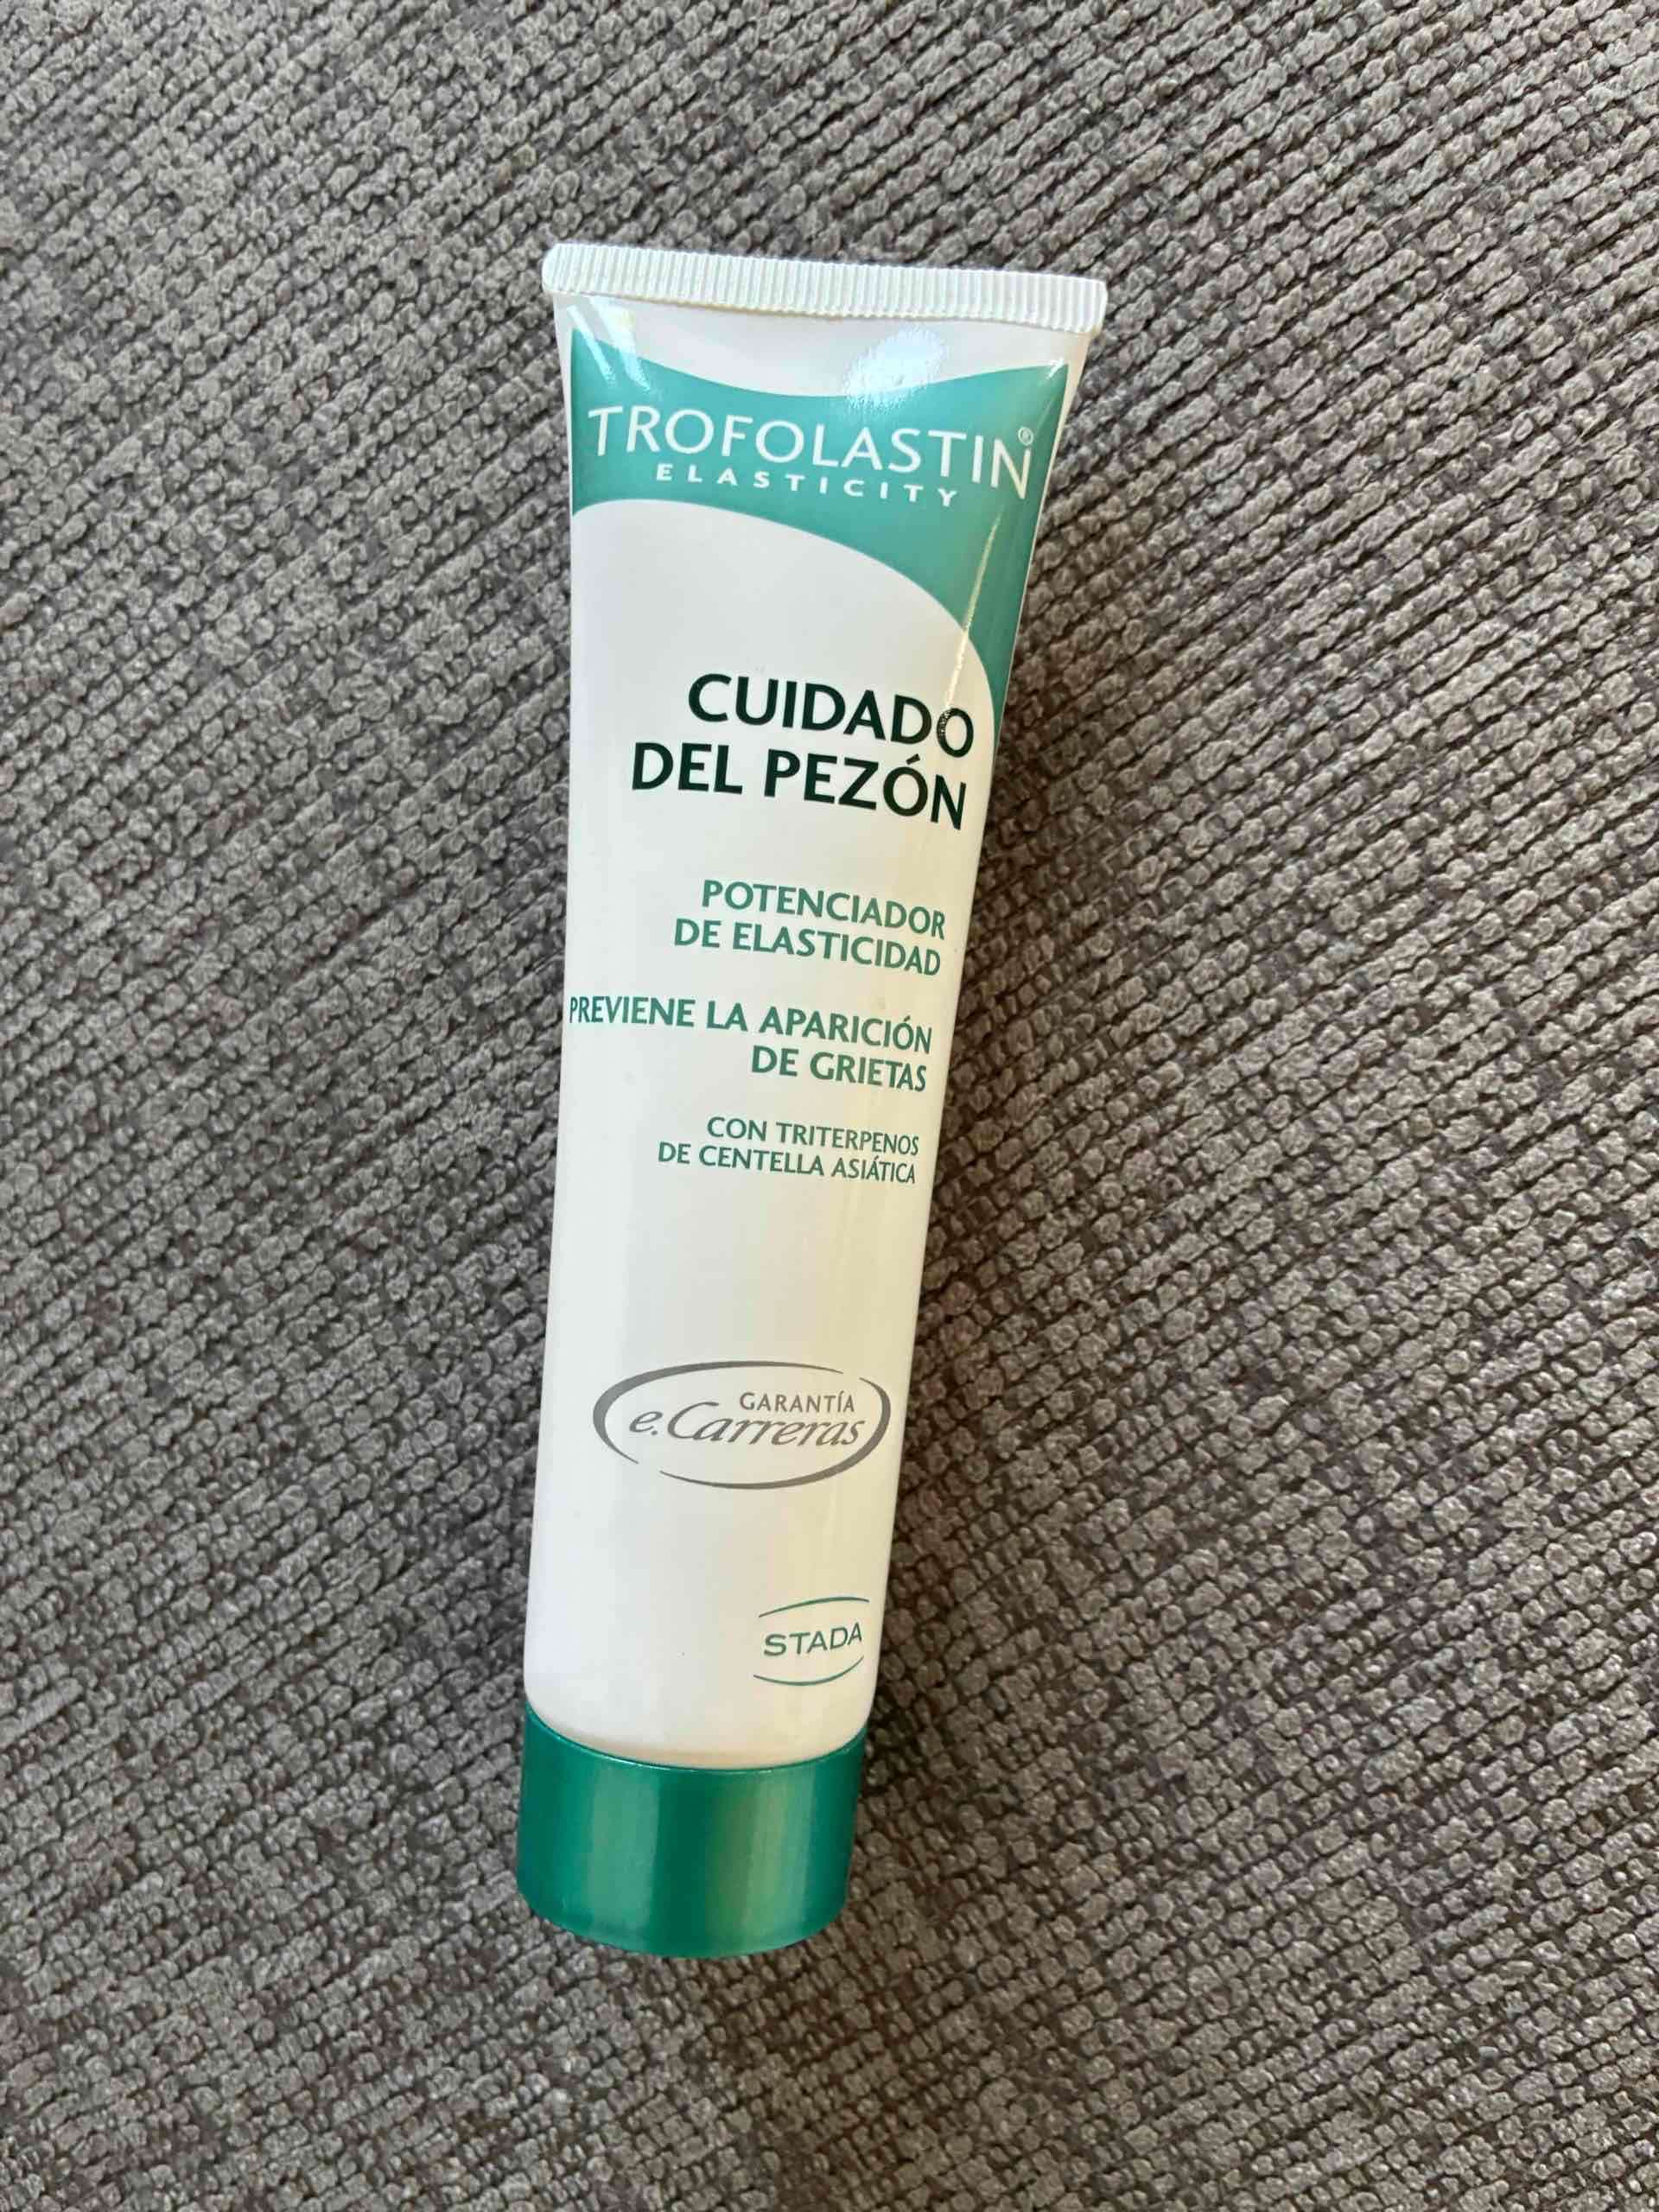 TROFOLASTIN®
ELASTICITY
CUIDADO
DEL PEZÓN
POTENCIADOR
DE ELASTICIDAD
PREVIENE LA APARICIÓN
DE GRIETAS
CON TRITERPENOS
DE CENTELLA ASIÁTICA
GARANTÍA
e.Carreras
STADA